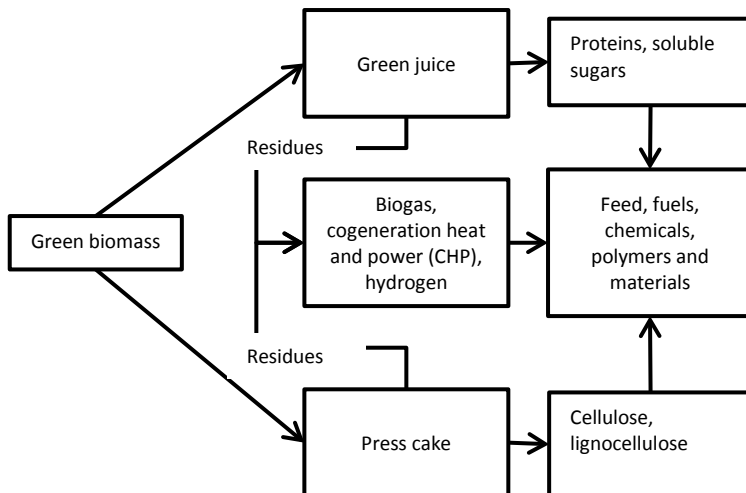 Green juice
Proteins, soluble
sugars
Residues
Green biomass
Biogas,
cogeneration heat
and power (CHP),
hydrogen
Feed, fuels,
chemicals,
polymers and
materials
Residues
Press cake
Cellulose,
lignocellulose